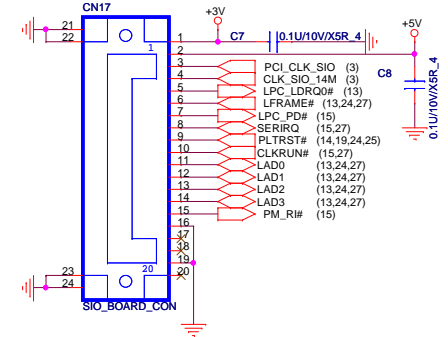 CN17
+3V
+5V
21
22
1
1
C7
0.1U/10V/X5R_4
2
3
PCI_CLK_SIO (3)
C8
0.1U/10V/X5R_4
4
CLK_SIO_14M (3)
5
LPC_LDRQ0# (13)
6
LFRAME# (13,24,27)
7
LPC_PD# (15)
8
SERIRQ (15,27)
9
PLTRST# (14,19,24,25)
10
CLKRUN# (15,27)
11
LAD0 (13,24,27)
12
LAD1 (13,24,27)
13
LAD2 (13,24,27)
14
LAD3 (13,24,27)
15
PM_RI# (15)
16
17
18
19
20
20
23
24
SIO_BOARD_CON